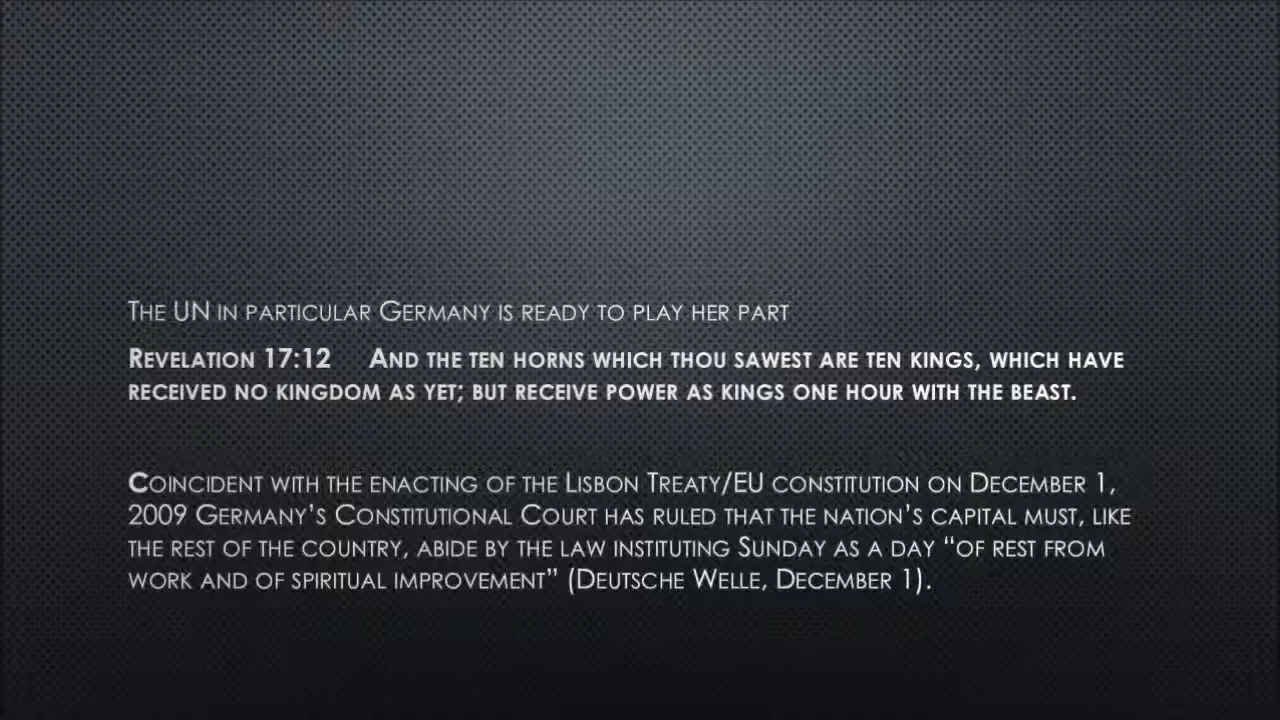 The UN in particular Germany is ready to play her part
Revelation 17:12 And the ten horns which thou sawest are ten kings, which have
received no kingdom as yet; but receive power as kings one hour with the beast.
Coincident with the enacting of the Lisbon Treaty/EU constitution on December 1,
2009 Germany’s Constitutional Court has ruled that the nation’s capital must, like
the rest of the country, abide by the law instituting Sunday as a day “of rest from
work and of spiritual improvement” (Deutsche Welle, December 1).